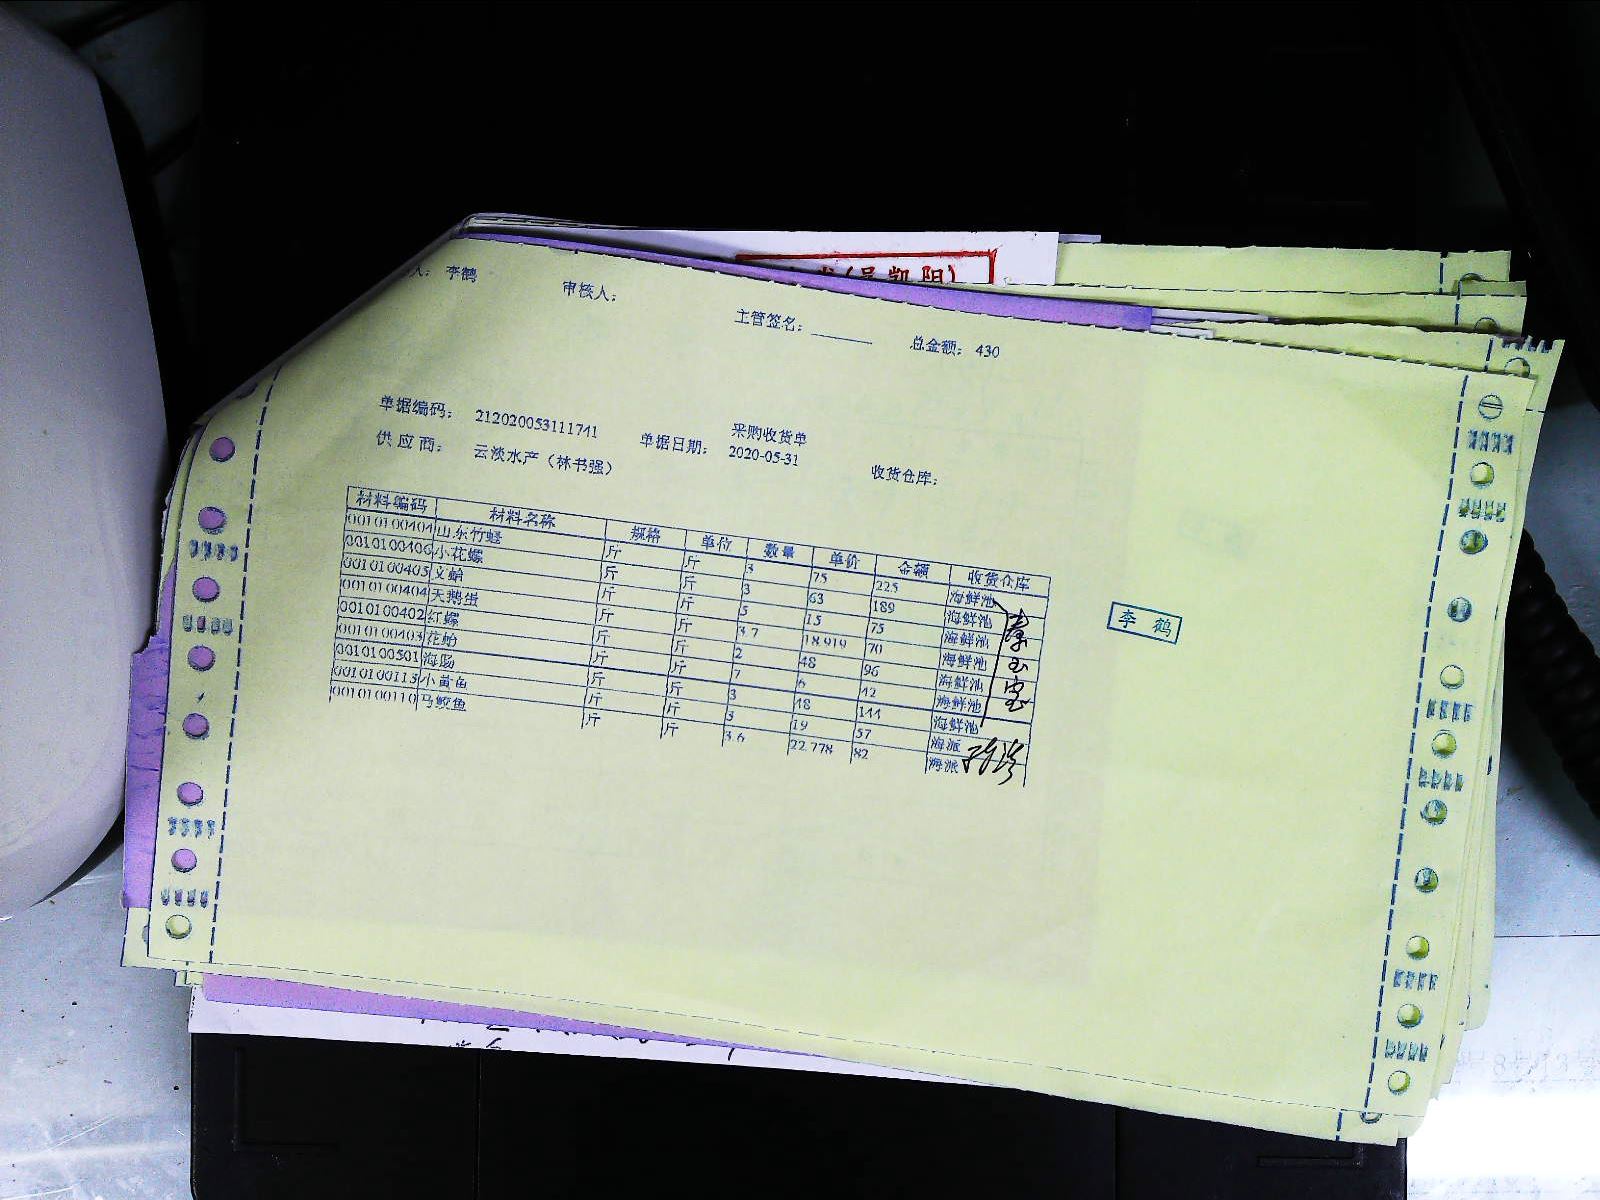 吴凯阳)
人: 李鹤 审核人: 主管签名: 总金额: 430
采购收货单
单据编码: 212020053111741 单据日期: 2020-05-31 收货仓库:
供应商: 云淡水产(林书强)
材料编码 材料名称 规格 单位 数量 单价 金额 收货仓库
0010100404 山东竹蛏 斤 斤 3 75 225 海鲜池
0010100406 小花螺 斤 斤 3 63 189 海鲜池
0010100405 文蛤 斤 斤 5 15 75 海鲜池
0010100404 天鹅蛋 斤 斤 3.7 18.919 70 海鲜池
0010100402 红螺 斤 斤 2 48 96 海鲜池
0010100403 花蛤 斤 斤 7 6 42 海鲜池
0010100501 海肠 斤 斤 3 48 144 海鲜池
0010100113 小黄鱼 斤 斤 3 19 57 海派
0010100110 马鲛鱼 斤 斤 3.6 22.778 82 海派
李鹤